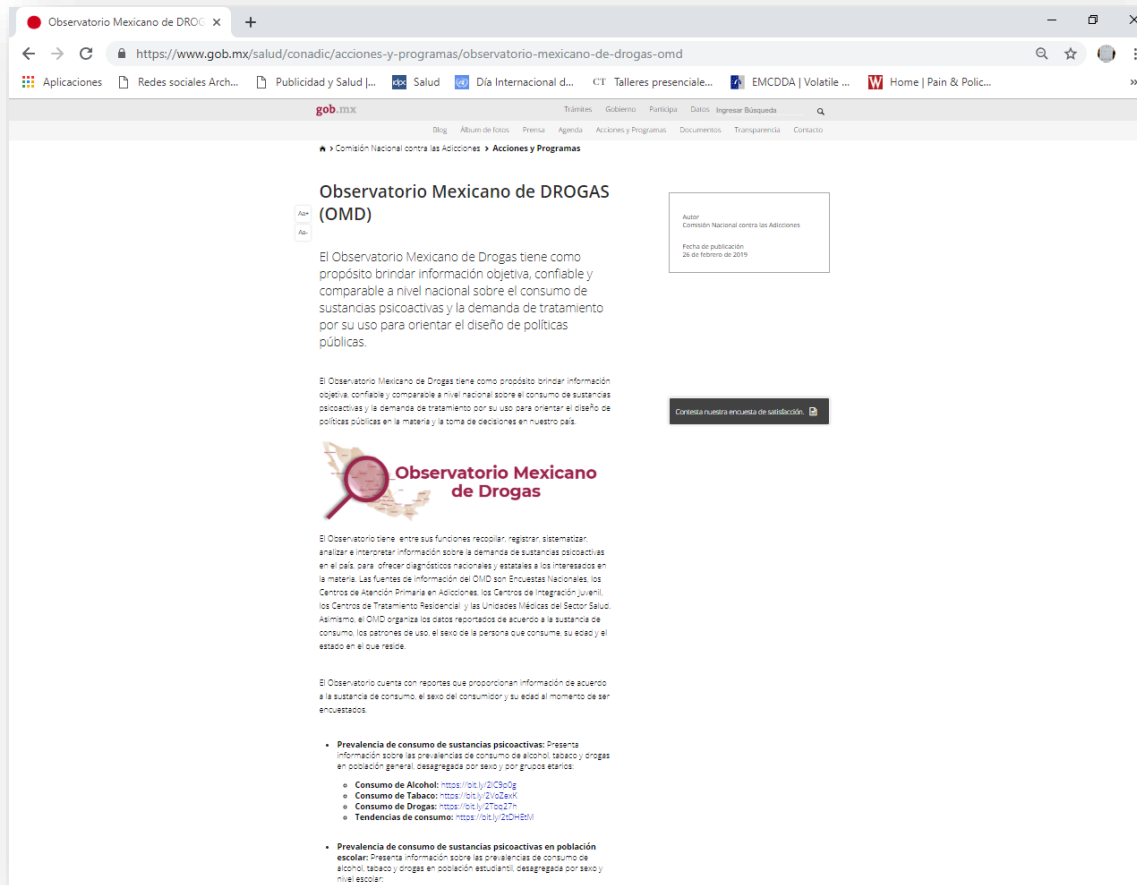 Observatorio Mexicano de DROG
https://www.gob.mx/salud/conadic/acciones-y-programas/observatorio-mexicano-de-drogas-omd
Aplicaciones Redes sociales Arch... Publicidad y Salud |... Salud Día Internacional d... CT Talleres presenciale... EMCDDA | Volatile ... Home | Pain & Polic... »
gob.mx Trámites Gobierno Participa Datos Ingresar Búsqueda
Blog Álbum de fotos Prensa Agenda Acciones y Programas Documentos Transparencia Contacto
> Comisión Nacional contra las Adicciones > Acciones y Programas
Observatorio Mexicano de DROGAS
(OMD)
Aa+
Aa-
Autor
Comisión Nacional contra las Adicciones
Fecha de publicación
26 de febrero de 2019
El Observatorio Mexicano de Drogas tiene como
propósito brindar información objetiva, confiable y
comparable a nivel nacional sobre el consumo de
sustancias psicoactivas y la demanda de tratamiento
por su uso para orientar el diseño de políticas
públicas.
El Observatorio Mexicano de Drogas tiene como propósito brindar información
objetiva, confiable y comparable a nivel nacional sobre el consumo de sustancias
psicoactivas y la demanda de tratamiento por su uso para orientar el diseño de
políticas públicas en la materia y la toma de decisiones en nuestro país.
Contesta nuestra encuesta de satisfacción.
Observatorio Mexicano
de Drogas
El Observatorio tiene entre sus funciones recopilar, registrar, sistematizar,
analizar e interpretar información sobre la demanda de sustancias psicoactivas
en el país, para ofrecer diagnósticos nacionales y estatales a los interesados en
la materia. Las fuentes de información del OMD son Encuestas Nacionales, los
Centros de Atención Primaria en Adicciones, los Centros de Integración Juvenil,
los Centros de Tratamiento Residencial y las Unidades Médicas del Sector Salud.
Asimismo, el OMD organiza los datos reportados de acuerdo a la sustancia de
consumo, los patrones de uso, el sexo de la persona que consume, su edad y el
estado en el que reside.
El Observatorio cuenta con reportes que proporcionan información de acuerdo
a la sustancia de consumo, el sexo del consumidor y su edad al momento de ser
encuestados.
Prevalencia de consumo de sustancias psicoactivas: Presenta
información sobre las prevalencias de consumo de alcohol, tabaco y drogas
en población general, desagregada por sexo y por grupos etarios:
Consumo de Alcohol: https://bit.ly/2IC9p0g
Consumo de Tabaco: https://bit.ly/2VoZexK
Consumo de Drogas: https://bit.ly/2Tbq27h
Tendencias de consumo: https://bit.ly/2tDHEtM
Prevalencia de consumo de sustancias psicoactivas en población
escolar: Presenta información sobre las prevalencias de consumo de
alcohol, tabaco y drogas en población estudiantil, desagregada por sexo y
nivel escolar: